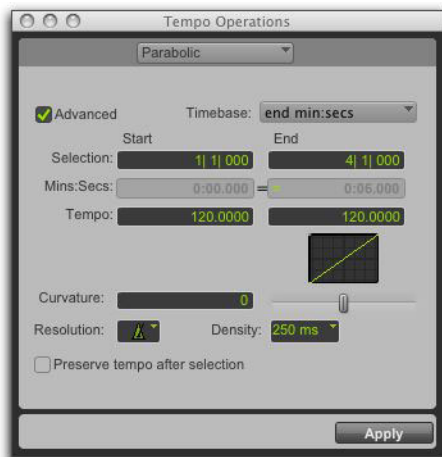 Tempo Operations
Parabolic
Advanced Timebase: end min:secs
Start End
Selection: 1| 1| 000 4| 1| 000
Mins:Secs: 0:00.000 = 0:06.000
Tempo: 120.0000 120.0000
Curvature: 0
Resolution: Density: 250 ms
Preserve tempo after selection
Apply